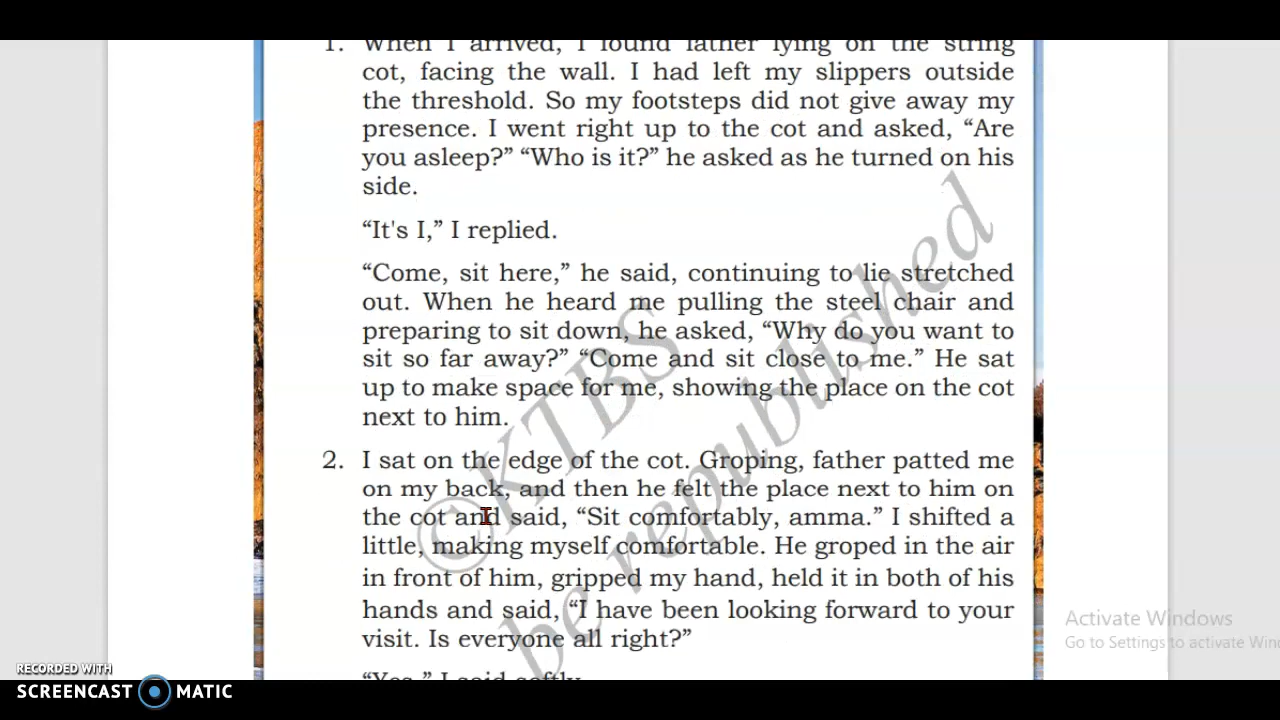 1. When I arrived, I found father lying on the string
cot, facing the wall. I had left my slippers outside
the threshold. So my footsteps did not give away my
presence. I went right up to the cot and asked, “Are
you asleep?” “Who is it?” he asked as he turned on his
side.
“It's I,” I replied.
“Come, sit here,” he said, continuing to lie stretched
out. When he heard me pulling the steel chair and
preparing to sit down, he asked, “Why do you want to
sit so far away?” “Come and sit close to me.” He sat
up to make space for me, showing the place on the cot
next to him.
2. I sat on the edge of the cot. Groping, father patted me
on my back, and then he felt the place next to him on
the cot and said, “Sit comfortably, amma.” I shifted a
little, making myself comfortable. He groped in the air
in front of him, gripped my hand, held it in both of his
hands and said, “I have been looking forward to your
visit. Is everyone all right?”
“Yes,” I said softly.
©KTBS
be republished
Activate Windows
Go to Settings to activate Win
RECORDED WITH
SCREENCAST MATIC